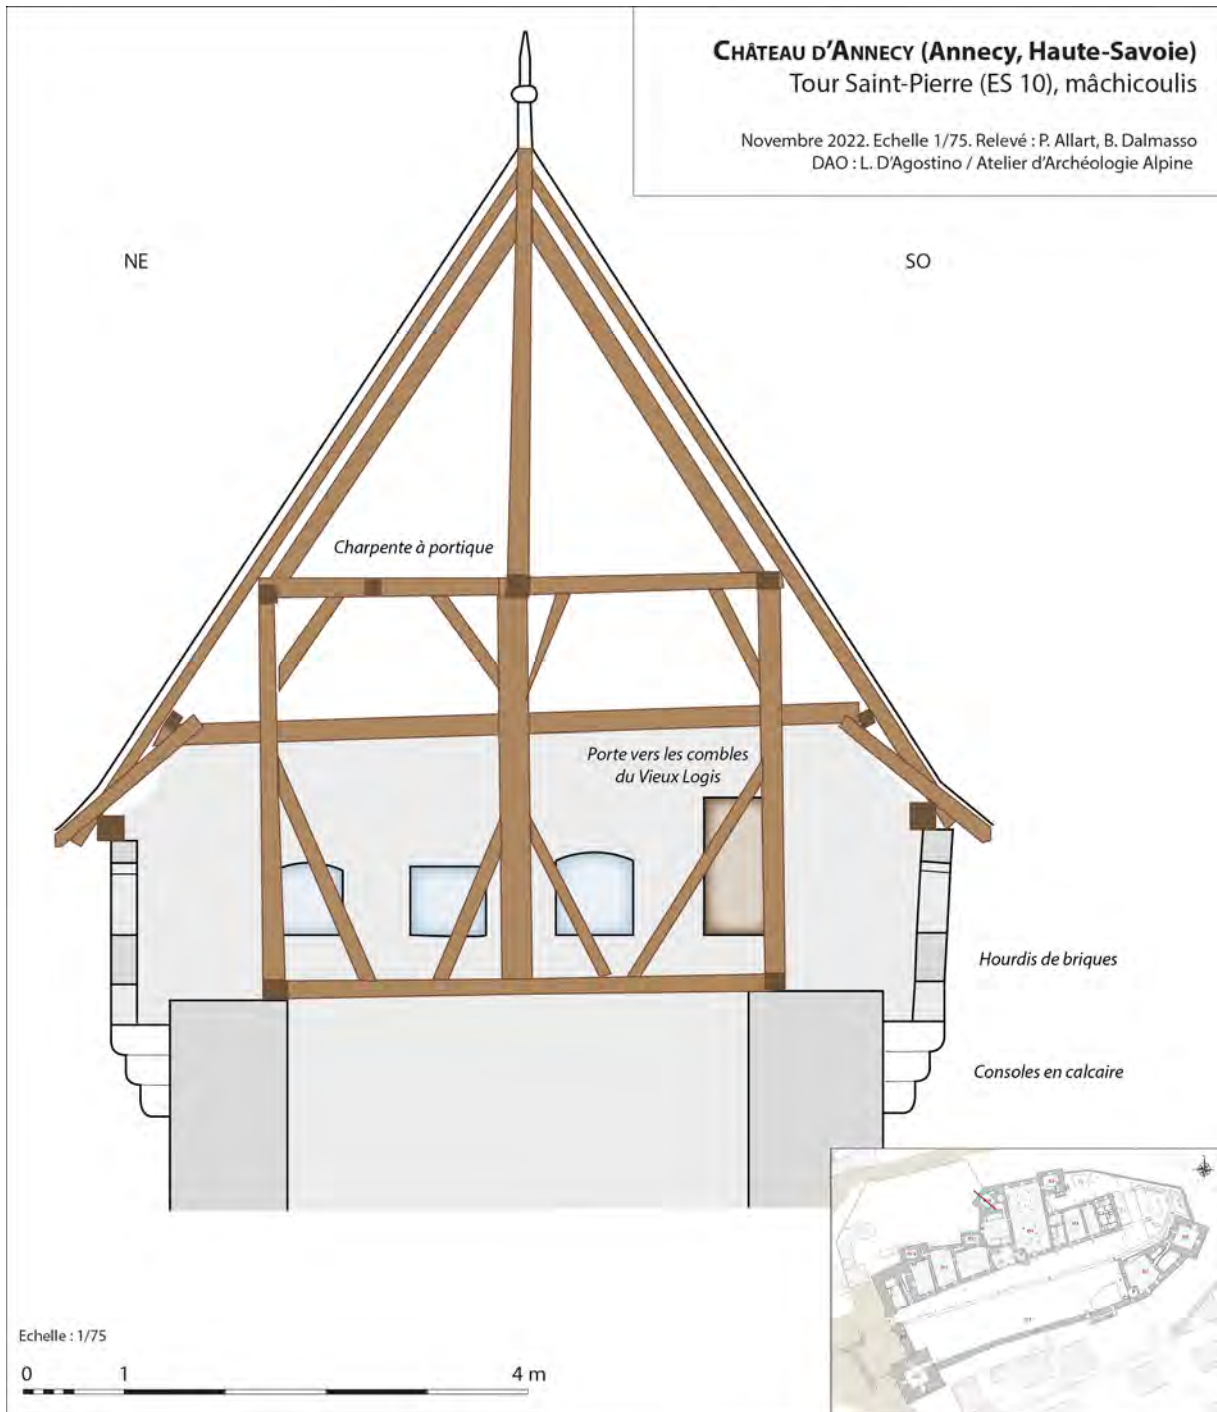 CHÂTEAU D'ANNECY (Annecy, Haute-Savoie)
Tour Saint-Pierre (ES 10), mâchicoulis
Novembre 2022. Echelle 1/75. Relevé : P. Allart, B. Dalmasso
DAO : L. D'Agostino / Atelier d'Archéologie Alpine
NE
SO
Charpente à portique
Porte vers les combles
du Vieux Logis
Hourdis de briques
Consoles en calcaire
Echelle : 1/75
0 1 4 m